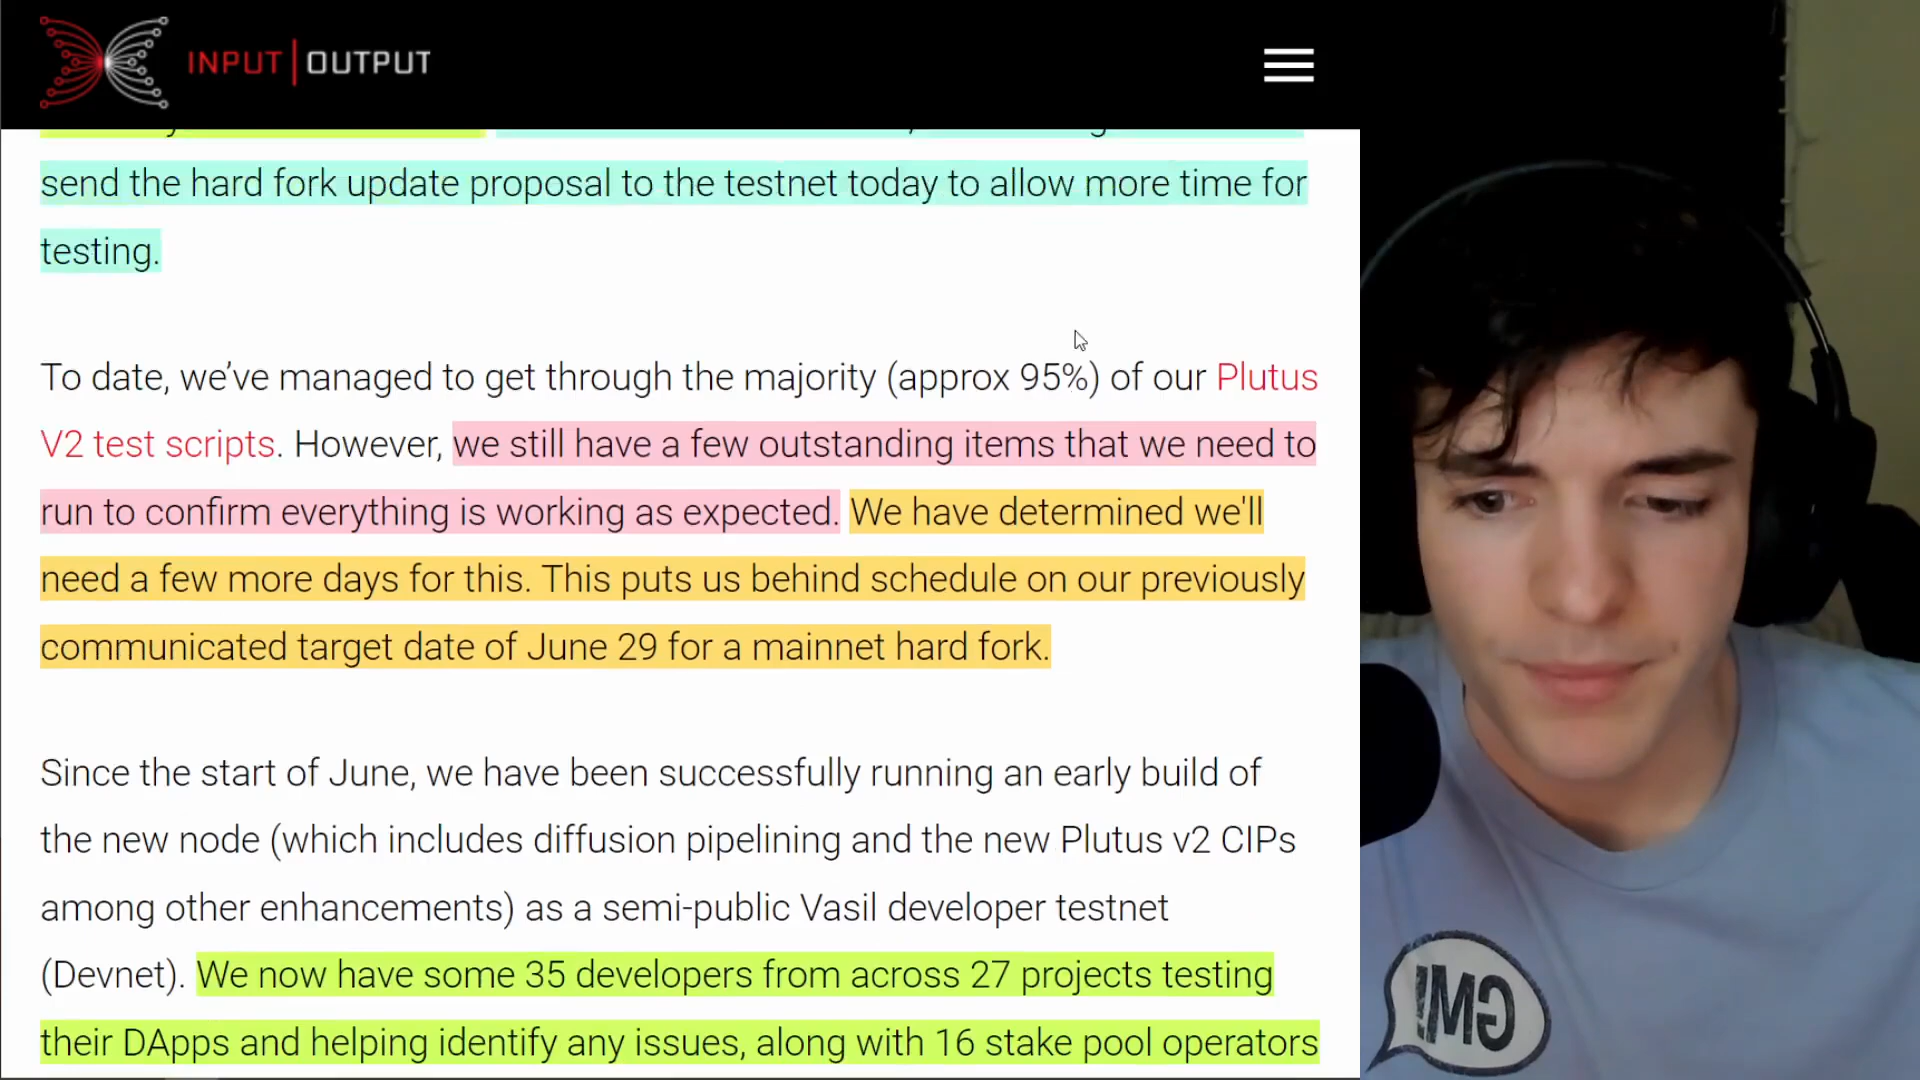 INPUT|OUTPUT
send the hard fork update proposal to the testnet today to allow more time for
testing.
To date, we’ve managed to get through the majority (approx 95%) of our Plutus
V2 test scripts. However, we still have a few outstanding items that we need to
run to confirm everything is working as expected. We have determined we'll
need a few more days for this. This puts us behind schedule on our previously
communicated target date of June 29 for a mainnet hard fork.
Since the start of June, we have been successfully running an early build of
the new node (which includes diffusion pipelining and the new Plutus v2 CIPs
among other enhancements) as a semi-public Vasil developer testnet
(Devnet). We now have some 35 developers from across 27 projects testing
their DApps and helping identify any issues, along with 16 stake pool operators
GM!